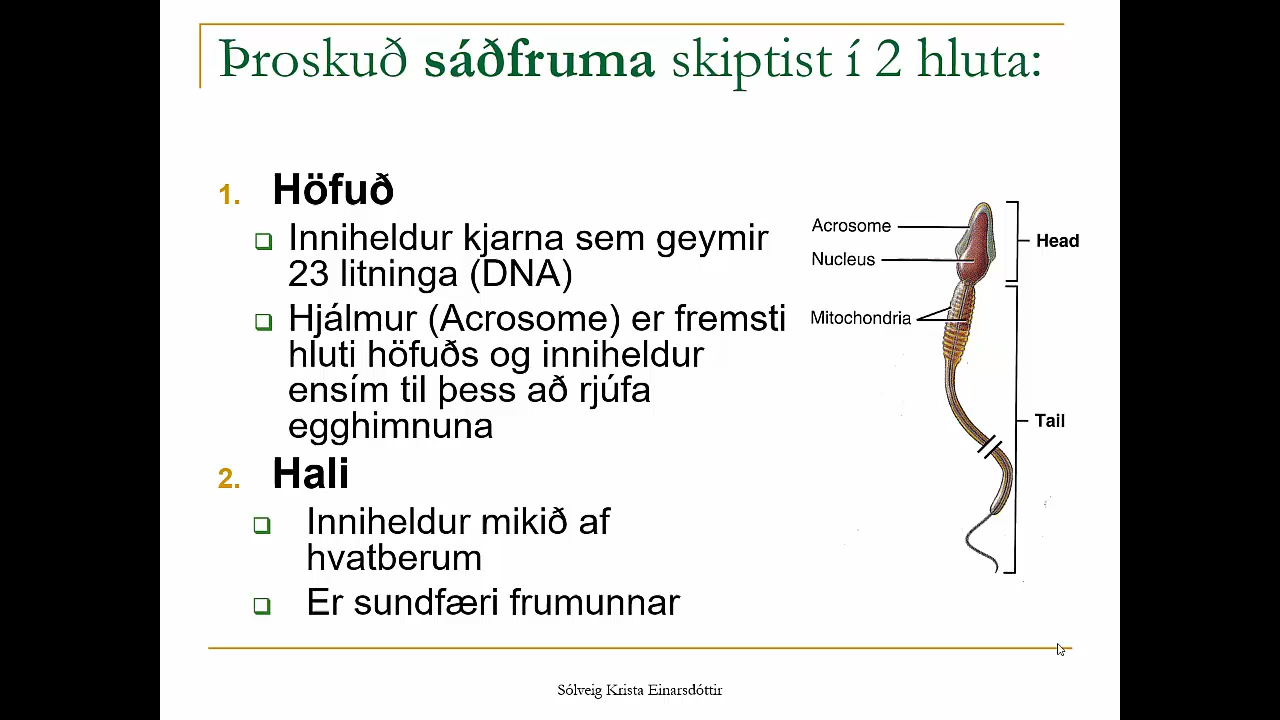 Þroskuð sáðfruma skiptist í 2 hluta:
1. Höfuð
Inniheldur kjarna sem geymir
23 litninga (DNA)
Hjálmur (Acrosome) er fremsti
hluti höfuðs og inniheldur
ensím til þess að rjúfa
egghimnuna
2. Hali
Inniheldur mikið af
hvatberum
Er sundfæri frumunnar
Acrosome
Nucleus
Mitochondria
Head
Tail
Sólveig Krista Einarsdóttir